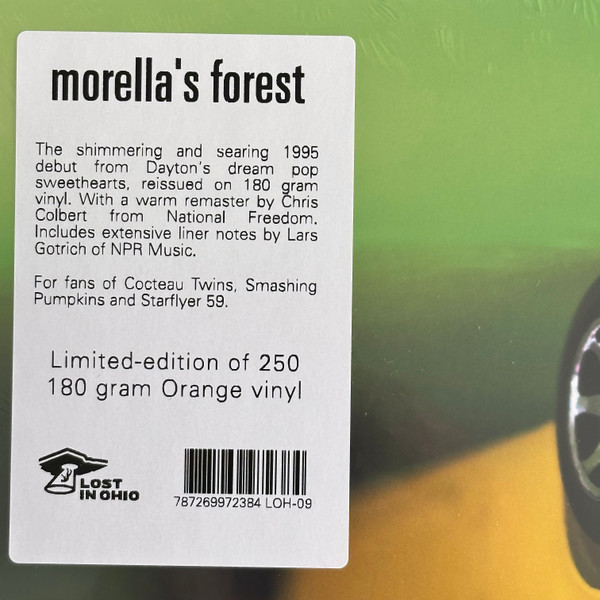 morella's forest
The shimmering and searing 1995
debut from Dayton's dream pop
sweethearts, reissued on 180 gram
vinyl. With a warm remaster by Chris
Colbert from National Freedom.
Includes extensive liner notes by Lars
Gotrich of NPR Music.
For fans of Cocteau Twins, Smashing
Pumpkins and Starflyer 59.
Limited-edition of 250
180 gram Orange vinyl
LOST
IN OHIO
787269972384 LOH-09